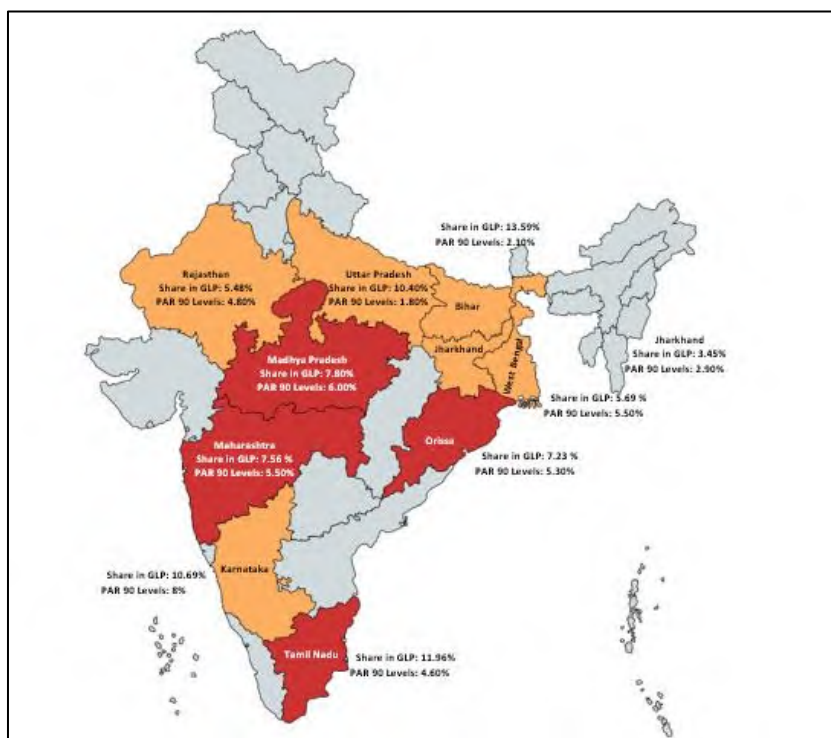 Share in GLP: 13.59%
PAR 90 Levels: 2.10%
Rajasthan
Share in GLP: 5.48%
PAR 90 Levels: 4.80%
Uttar Pradesh
Share in GLP: 10.40%
PAR 90 Levels: 1.80%
Bihar
Jharkhand
West Bengal
Jharkhand
Share in GLP: 3.45%
PAR 90 Levels: 2.90%
Madhya Pradesh
Share in GLP: 7.80%
PAR 90 Levels: 6.00%
Share in GLP: 5.69 %
PAR 90 Levels: 5.50%
Maharashtra
Share in GLP: 7.56 %
PAR 90 Levels: 5.50%
Orissa
Share in GLP: 7.23 %
PAR 90 Levels: 5.30%
Karnataka
Share in GLP: 10.69%
PAR 90 Levels: 8%
Tamil Nadu
Share in GLP: 11.96%
PAR 90 Levels: 4.60%